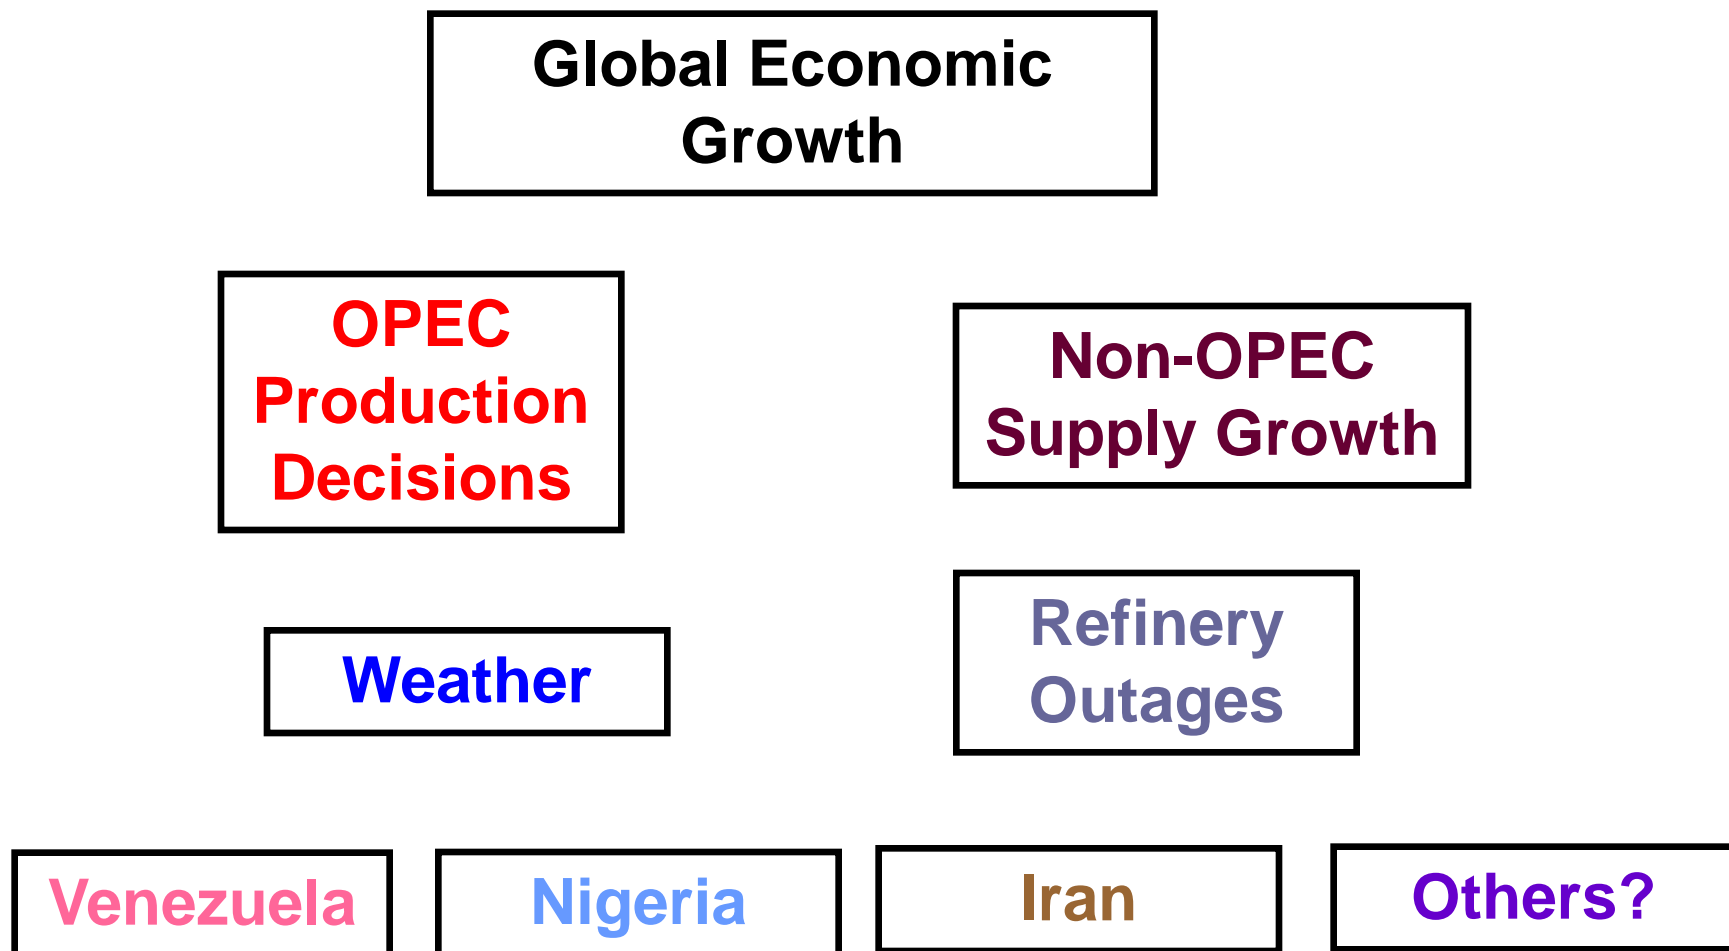 Global Economic
Growth
OPEC
Production
Decisions
Non-OPEC
Supply Growth
Weather
Refinery
Outages
Venezuela
Nigeria
Iran
Others?